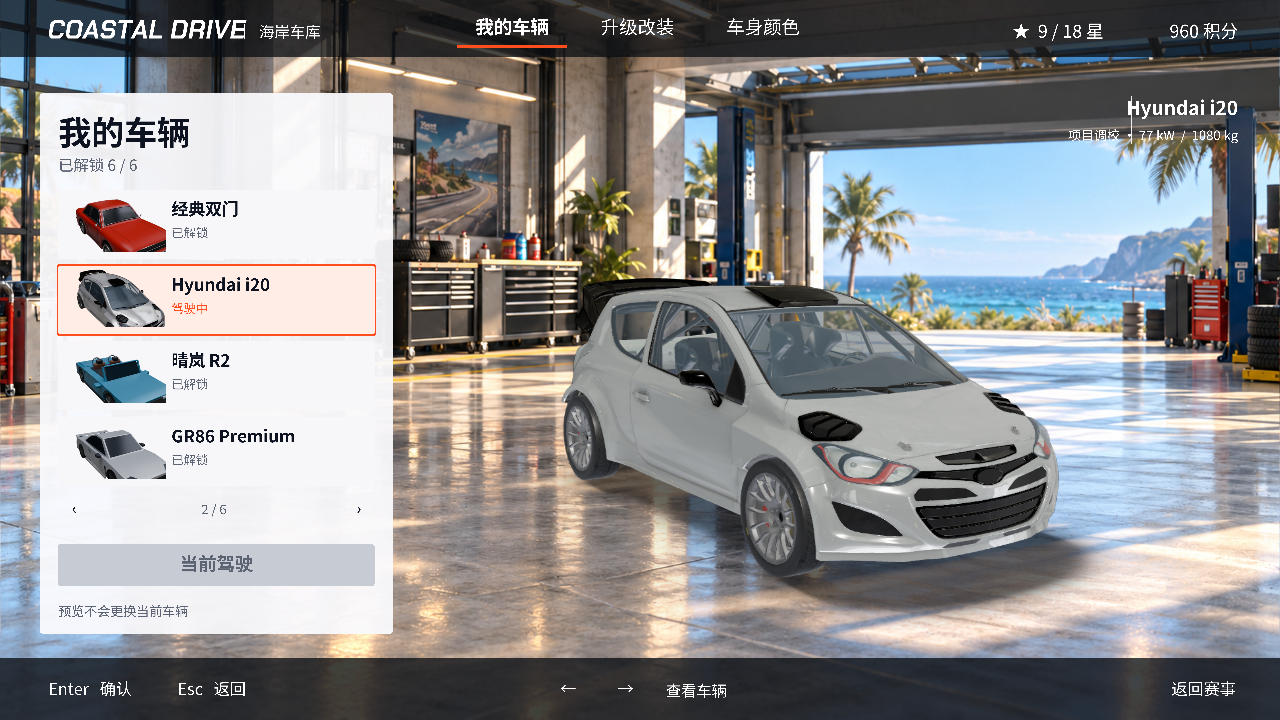 COASTAL DRIVE 海岸车库
我的车辆 升级改装 车身颜色
★ 9 / 18 星 960 积分
我的车辆
已解锁 6 / 6
经典双门
已解锁
Hyundai i20
驾驶中
晴岚 R2
已解锁
GR86 Premium
已解锁
‹ 2 / 6 ›
当前驾驶
预览不会更换当前车辆
Hyundai i20
项目调校 · 77 kW / 1080 kg
Enter 确认 Esc 返回 ← → 查看车辆 返回赛事